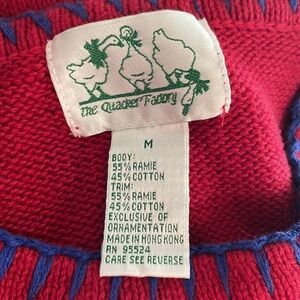 the Quacker Factory
M
BODY:
55% RAMIE
45% COTTON
TRIM:
55% RAMIE
45% COTTON
EXCLUSIVE OF
ORNAMENTATION
MADE IN HONG KONG
RN 95524
CARE SEE REVERSE